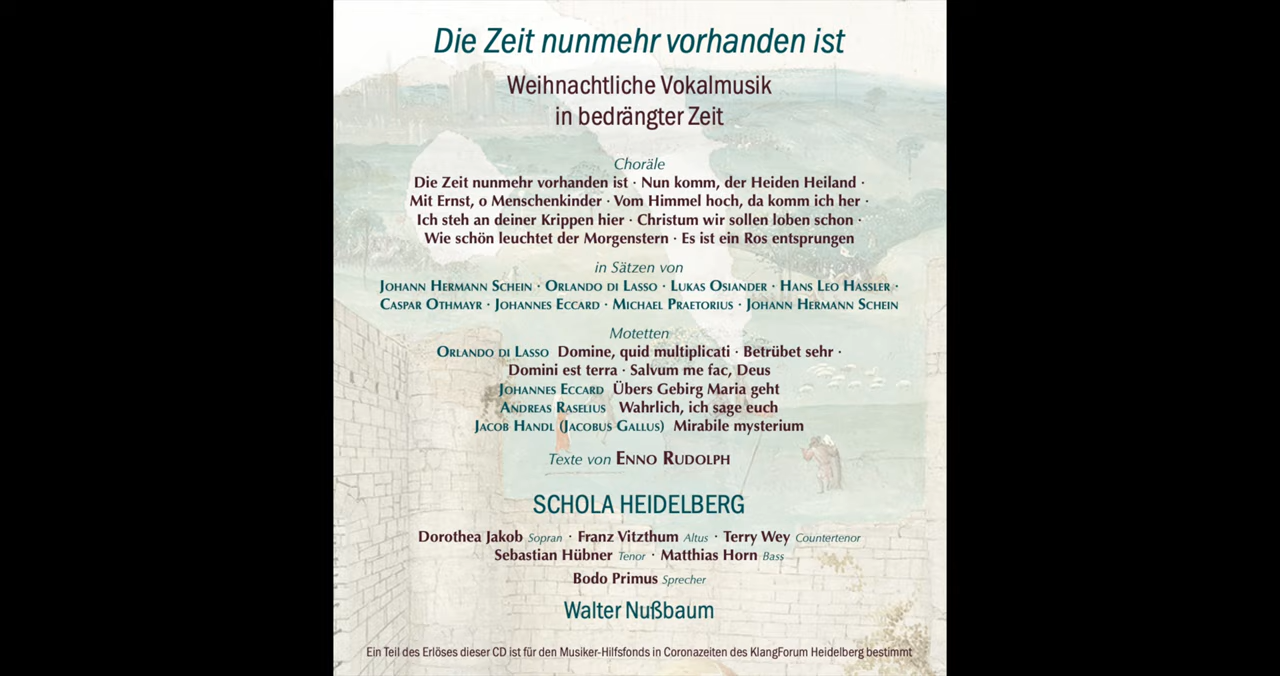 Die Zeit nunmehr vorhanden ist
Weihnachtliche Vokalmusik
in bedrängter Zeit
Choräle
Die Zeit nunmehr vorhanden ist · Nun komm, der Heiden Heiland ·
Mit Ernst, o Menschenkinder · Vom Himmel hoch, da komm ich her ·
Ich steh an deiner Krippen hier · Christum wir sollen loben schon ·
Wie schön leuchtet der Morgenstern · Es ist ein Ros entsprungen
in Sätzen von
Johann Hermann Schein · Orlando di Lasso · Lukas Osiander · Hans Leo Hassler ·
Caspar Othmayr · Johannes Eccard · Michael Praetorius · Johann Hermann Schein
Motetten
Orlando di Lasso Domine, quid multiplicati · Betrübet sehr ·
Domini est terra · Salvum me fac, Deus
Johannes Eccard Übers Gebirg Maria geht
Andreas Raselius Wahrlich, ich sage euch
Jacob Handl (Jacobus Gallus) Mirabile mysterium
Texte von Enno Rudolph
SCHOLA HEIDELBERG
Dorothea Jakob Sopran · Franz Vitzthum Altus · Terry Wey Countertenor
Sebastian Hübner Tenor · Matthias Horn Bass
Bodo Primus Sprecher
Walter Nußbaum
Ein Teil des Erlöses dieser CD ist für den Musiker-Hilfsfonds in Coronazeiten des KlangForum Heidelberg bestimmt